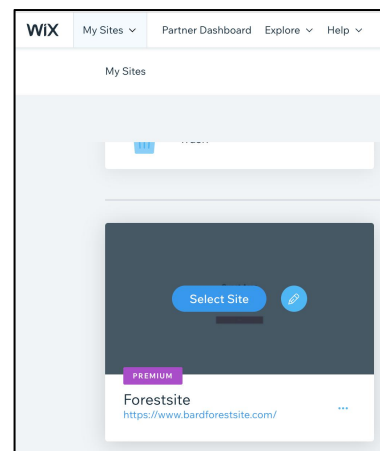 WiX My Sites Partner Dashboard Explore Help
My Sites
Select Site
PREMIUM
Forestsite
https://www.bardforestsite.com/